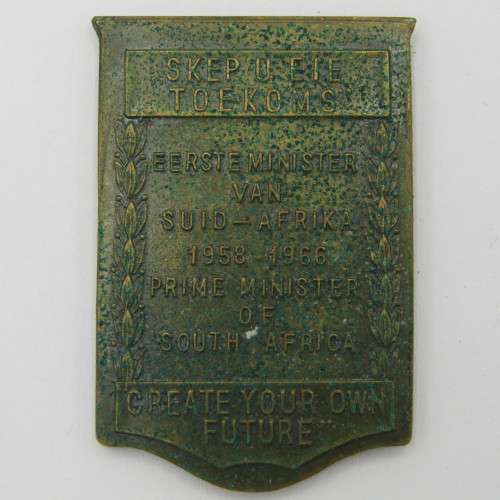 SKEP U EIE
TOEKOMS
EERSTE MINISTER
VAN
SUID-AFRIKA
1958-1966
PRIME MINISTER
OF
SOUTH AFRICA
CREATE YOUR OWN
FUTURE"